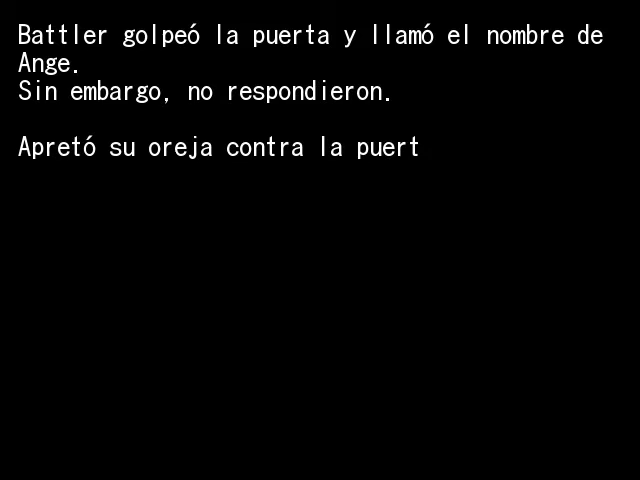 Battler golpeó la puerta y llamó el nombre de
Ange.
Sin embargo, no respondieron.
Apretó su oreja contra la puert